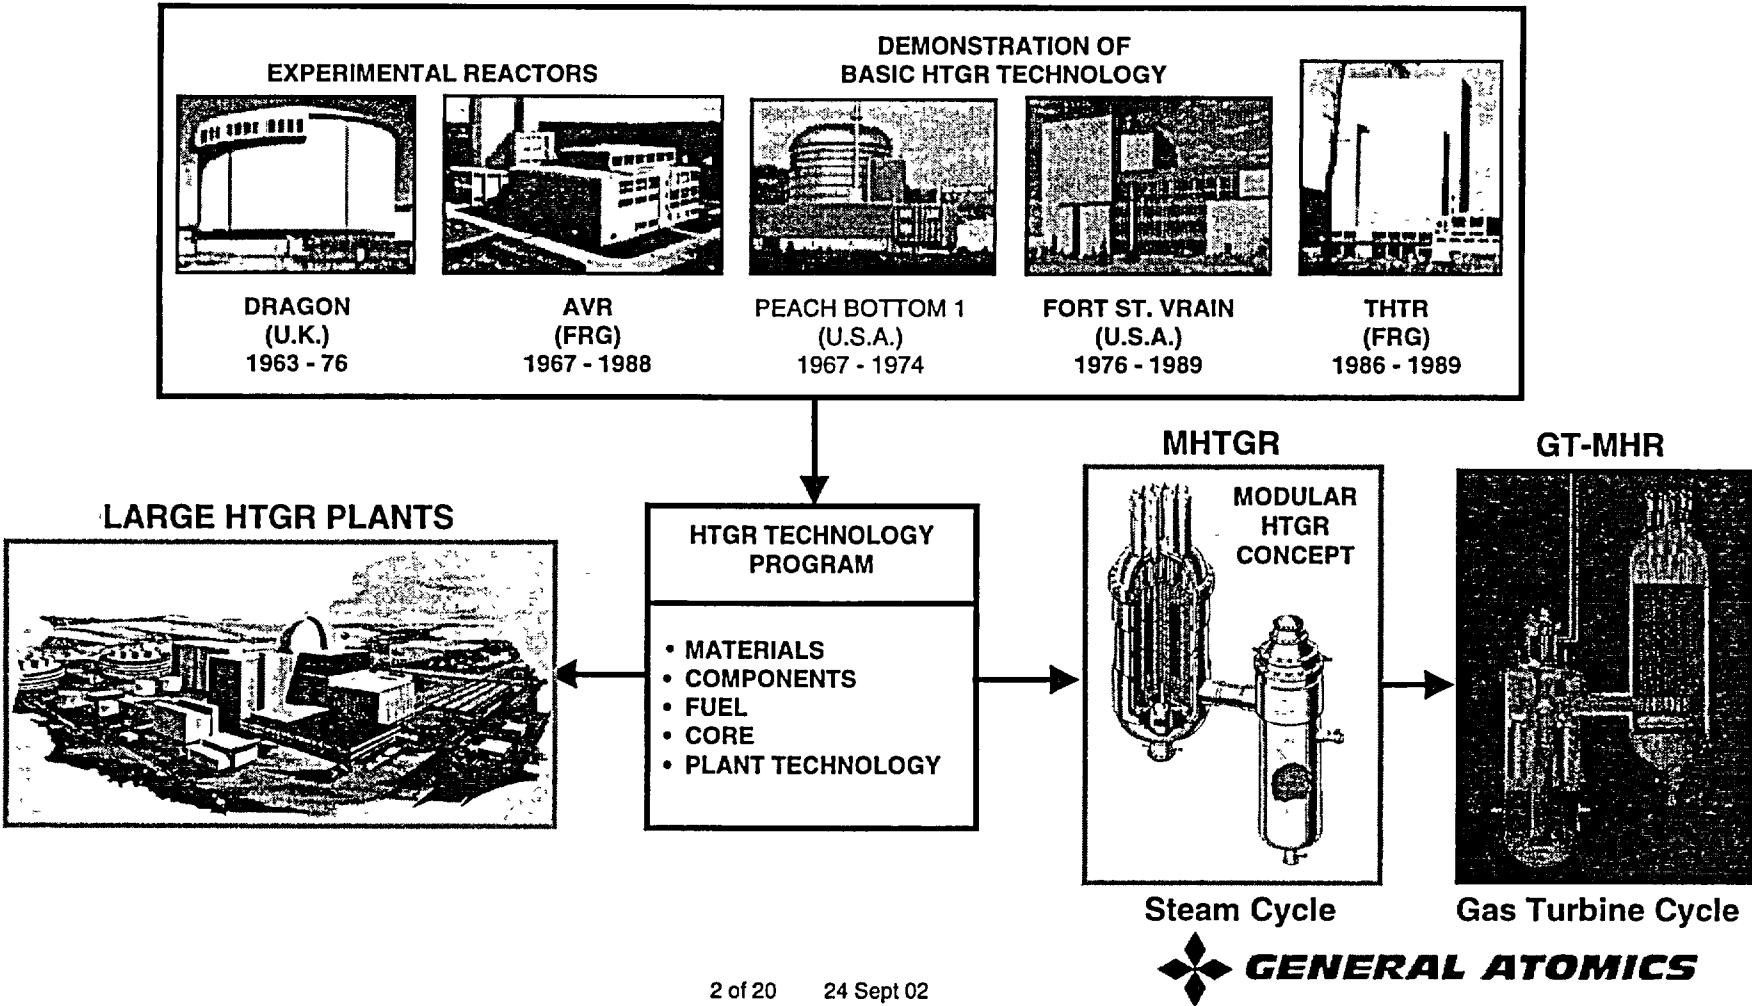 EXPERIMENTAL REACTORS
DEMONSTRATION OF
BASIC HTGR TECHNOLOGY
DRAGON
(U.K.)
1963 - 76
AVR
(FRG)
1967 - 1988
PEACH BOTTOM 1
(U.S.A.)
1967 - 1974
FORT ST. VRAIN
(U.S.A.)
1976 - 1989
THTR
(FRG)
1986 - 1989
LARGE HTGR PLANTS
HTGR TECHNOLOGY
PROGRAM
• MATERIALS
• COMPONENTS
• FUEL
• CORE
• PLANT TECHNOLOGY
MHTGR
MODULAR
HTGR
CONCEPT
Steam Cycle
GT-MHR
Gas Turbine Cycle
GENERAL ATOMICS
2 of 20 24 Sept 02